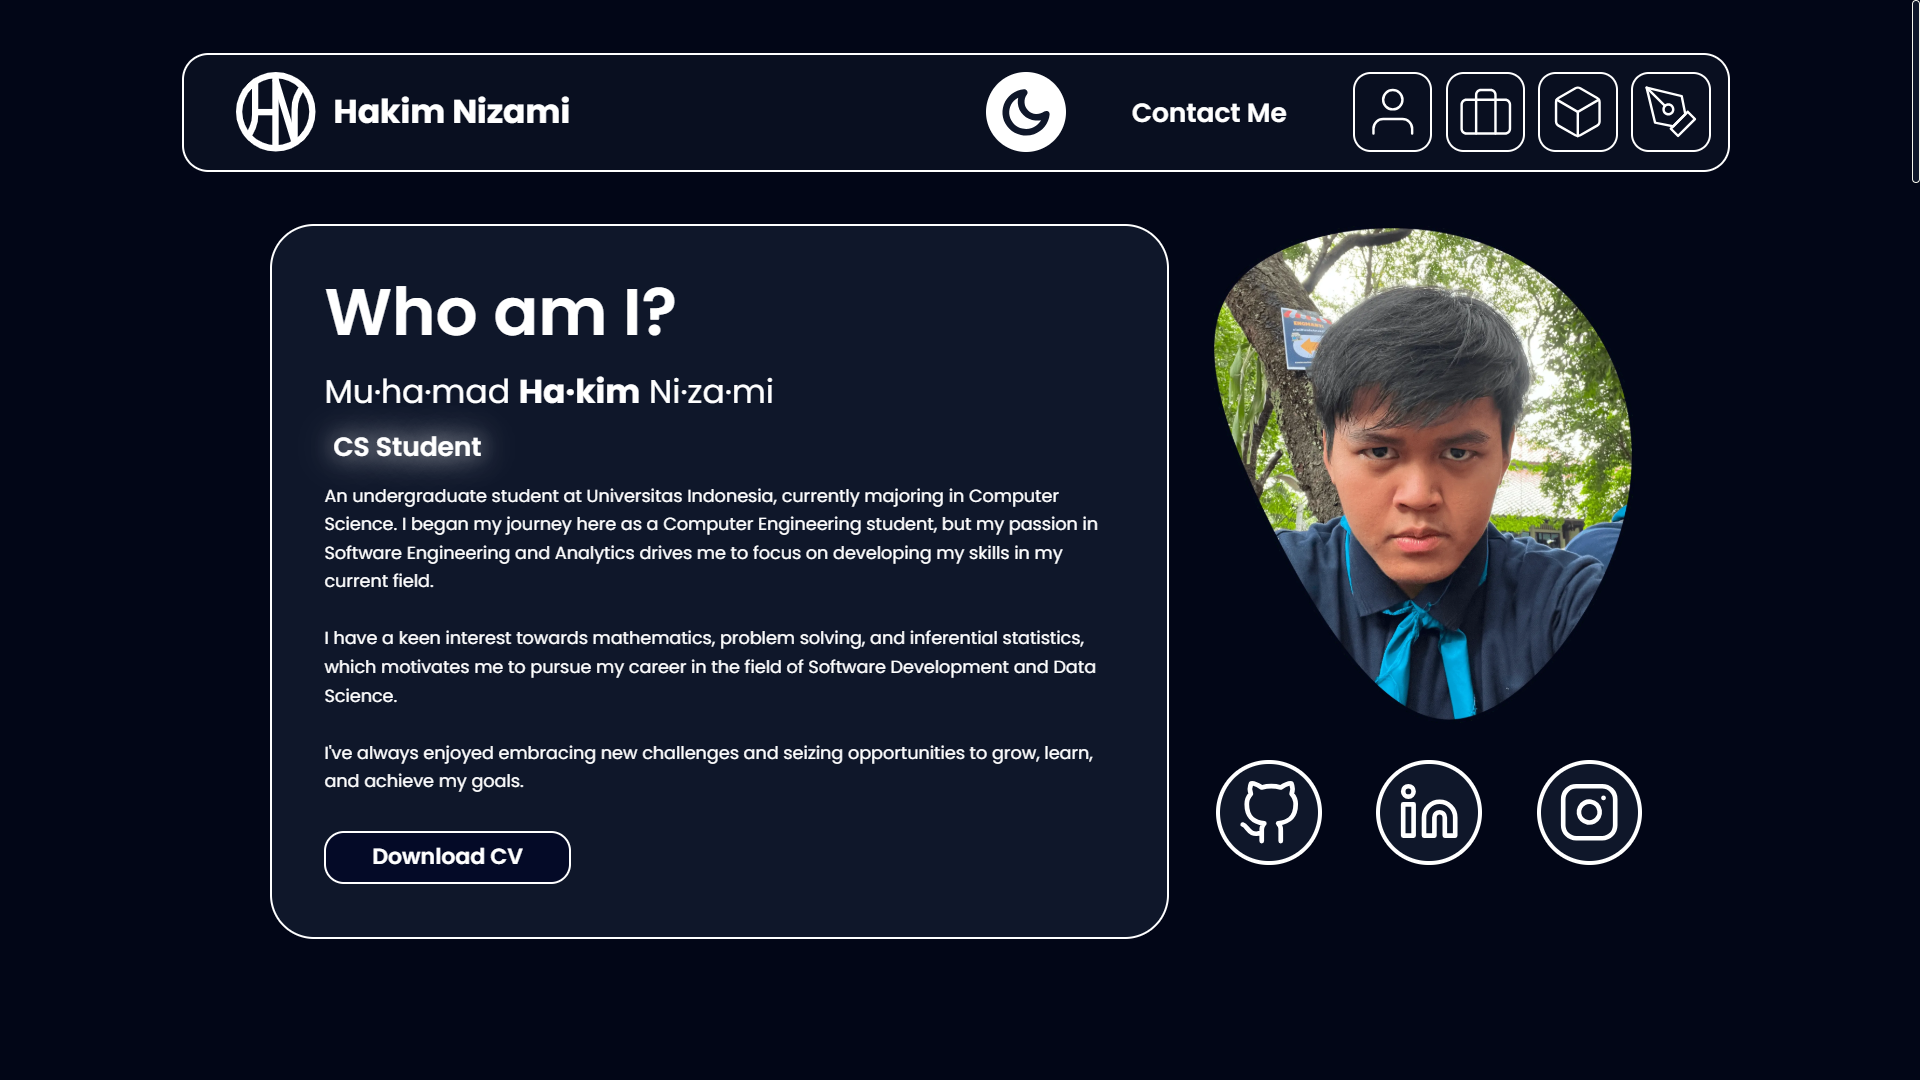 HN Hakim Nizami
Contact Me
Who am I?
Mu·ha·mad Ha·kim Ni·za·mi
CS Student
An undergraduate student at Universitas Indonesia, currently majoring in Computer
Science. I began my journey here as a Computer Engineering student, but my passion in
Software Engineering and Analytics drives me to focus on developing my skills in my
current field.
I have a keen interest towards mathematics, problem solving, and inferential statistics,
which motivates me to pursue my career in the field of Software Development and Data
Science.
I've always enjoyed embracing new challenges and seizing opportunities to grow, learn,
and achieve my goals.
Download CV
in